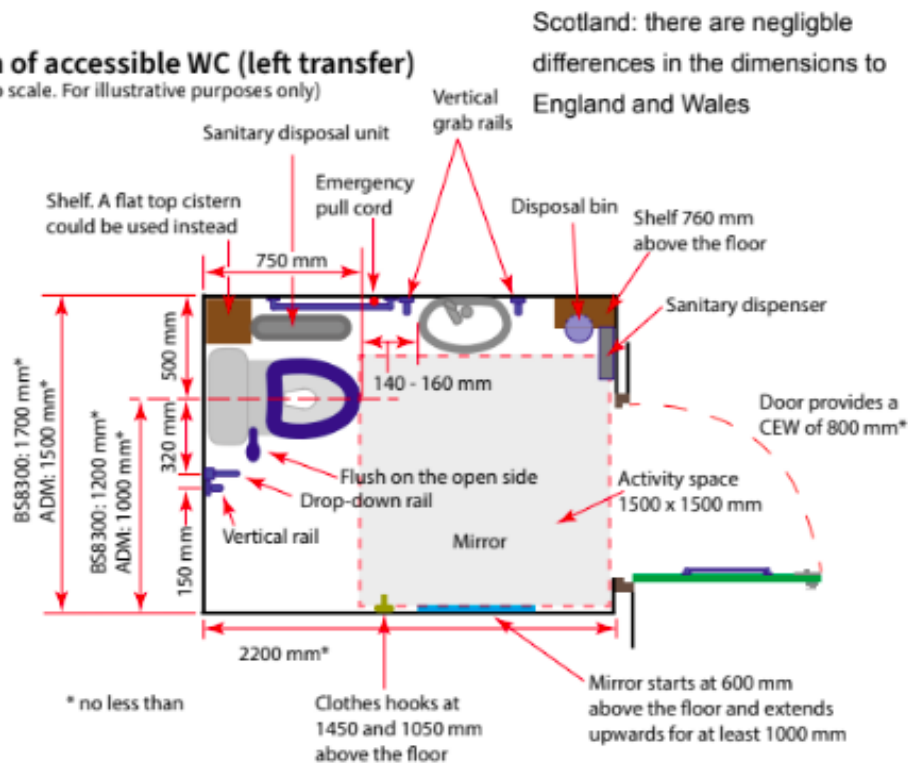 Scotland: there are negligble
differences in the dimensions to
England and Wales
of accessible WC (left transfer)
scale. For illustrative purposes only)
Vertical
grab rails
Sanitary disposal unit
Emergency
pull cord
Shelf. A flat top cistern
could be used instead
Disposal bin
Shelf 760 mm
above the floor
750 mm
Sanitary dispenser
500 mm
140 - 160 mm
Door provides a
CEW of 800 mm*
BS8300: 1700 mm*
ADM: 1500 mm*
BS8300: 1200 mm*
ADM: 1000 mm*
320 mm
Flush on the open side
Drop-down rail
Activity space
1500 x 1500 mm
Vertical rail
Mirror
150 mm
2200 mm*
* no less than
Clothes hooks at
1450 and 1050 mm
above the floor
Mirror starts at 600 mm
above the floor and extends
upwards for at least 1000 mm